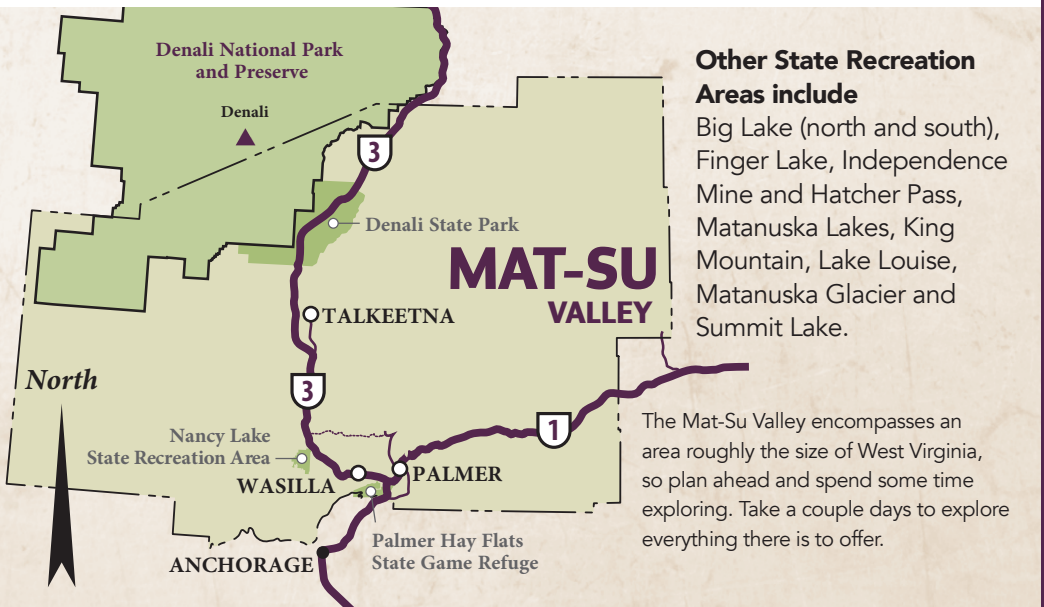 Denali National Park
and Preserve
Denali
3
Denali State Park
MAT-SU
VALLEY
TALKEETNA
North
3
1
Nancy Lake
State Recreation Area
WASILLA
PALMER
Palmer Hay Flats
State Game Refuge
ANCHORAGE
Other State Recreation
Areas include
Big Lake (north and south),
Finger Lake, Independence
Mine and Hatcher Pass,
Matanuska Lakes, King
Mountain, Lake Louise,
Matanuska Glacier and
Summit Lake.
The Mat-Su Valley encompasses an
area roughly the size of West Virginia,
so plan ahead and spend some time
exploring. Take a couple days to explore
everything there is to offer.